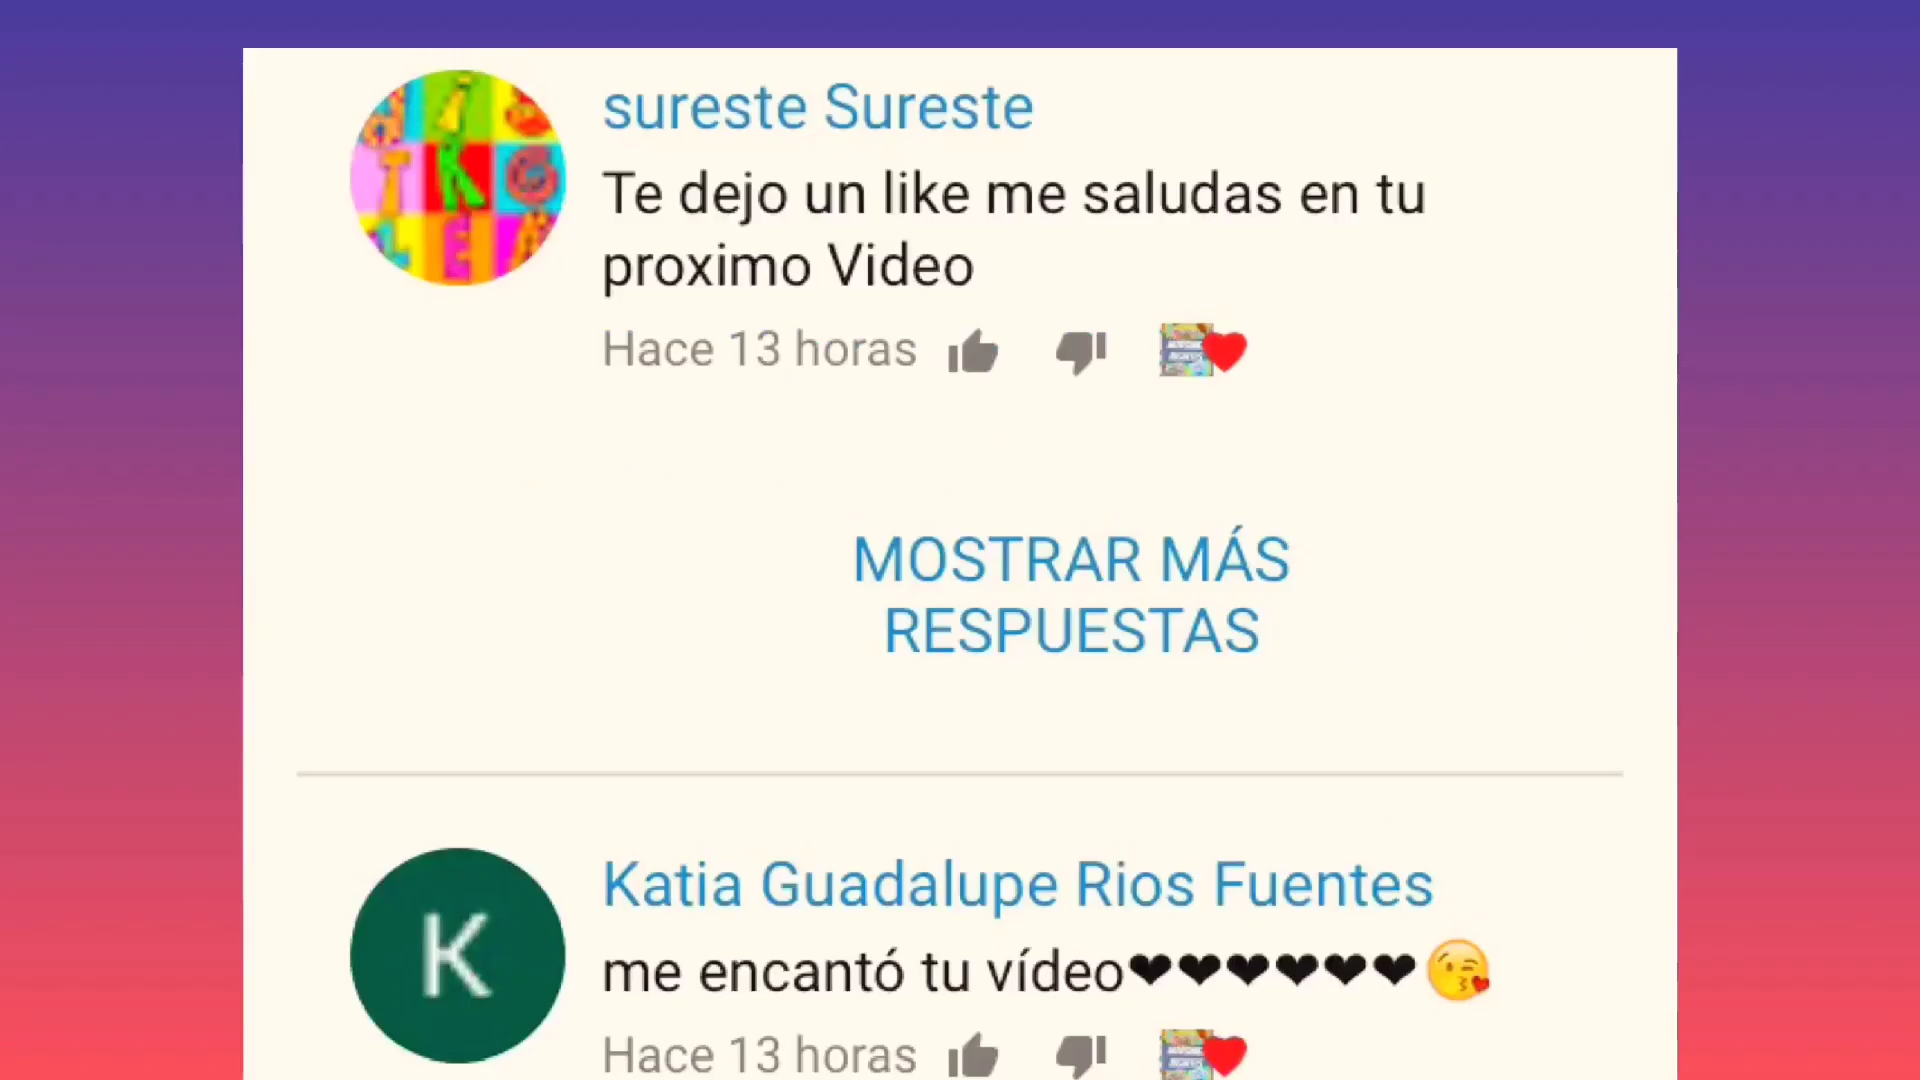 sureste Sureste
Te dejo un like me saludas en tu
proximo Video
Hace 13 horas
MOSTRAR MÁS
RESPUESTAS
K
Katia Guadalupe Rios Fuentes
me encantó tu vídeo❤❤❤❤❤❤😘
Hace 13 horas